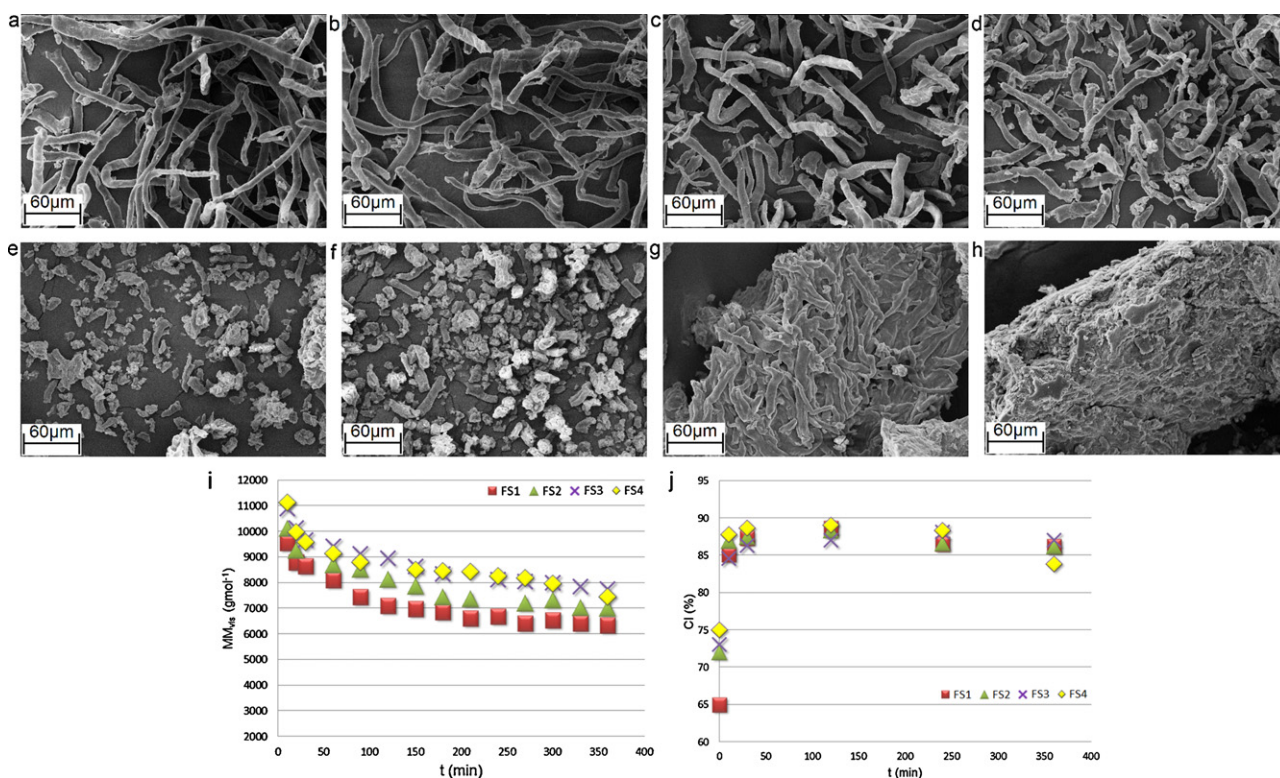 a b c d
60µm 60µm 60µm 60µm
e f g h
60µm 60µm 60µm 60µm
i
FS1 FS2 FS3 FS4
12000
11000
10000
9000
8000
7000
6000
5000
4000
3000
2000
MMvis (gmol-1)
0 50 100 150 200 250 300 350 400
t (min)
j
95
90
85
80
75
70
65
60
CI (%)
FS1 FS2 FS3 FS4
0 50 100 150 200 250 300 350 400
t (min)